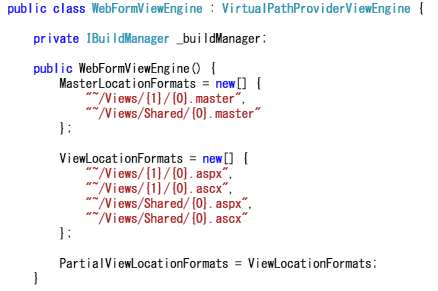 public class WebFormViewEngine : VirtualPathProviderViewEngine {
private IBuildManager _buildManager;
public WebFormViewEngine() {
MasterLocationFormats = new[] {
"~/Views/{1}/{0}.master",
"~/Views/Shared/{0}.master"
};
ViewLocationFormats = new[] {
"~/Views/{1}/{0}.aspx",
"~/Views/{1}/{0}.ascx",
"~/Views/Shared/{0}.aspx",
"~/Views/Shared/{0}.ascx"
};
PartialViewLocationFormats = ViewLocationFormats;
}